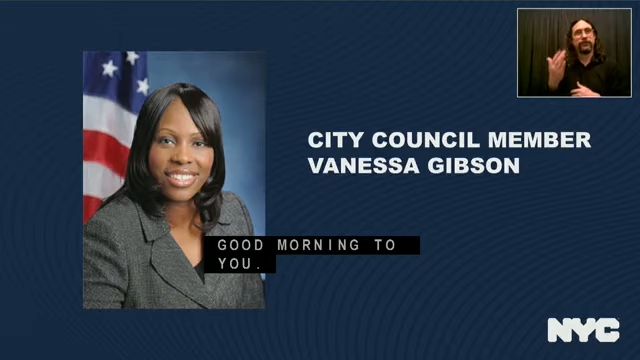 CITY COUNCIL MEMBER
VANESSA GIBSON
GOOD MORNING TO
YOU.
NYC